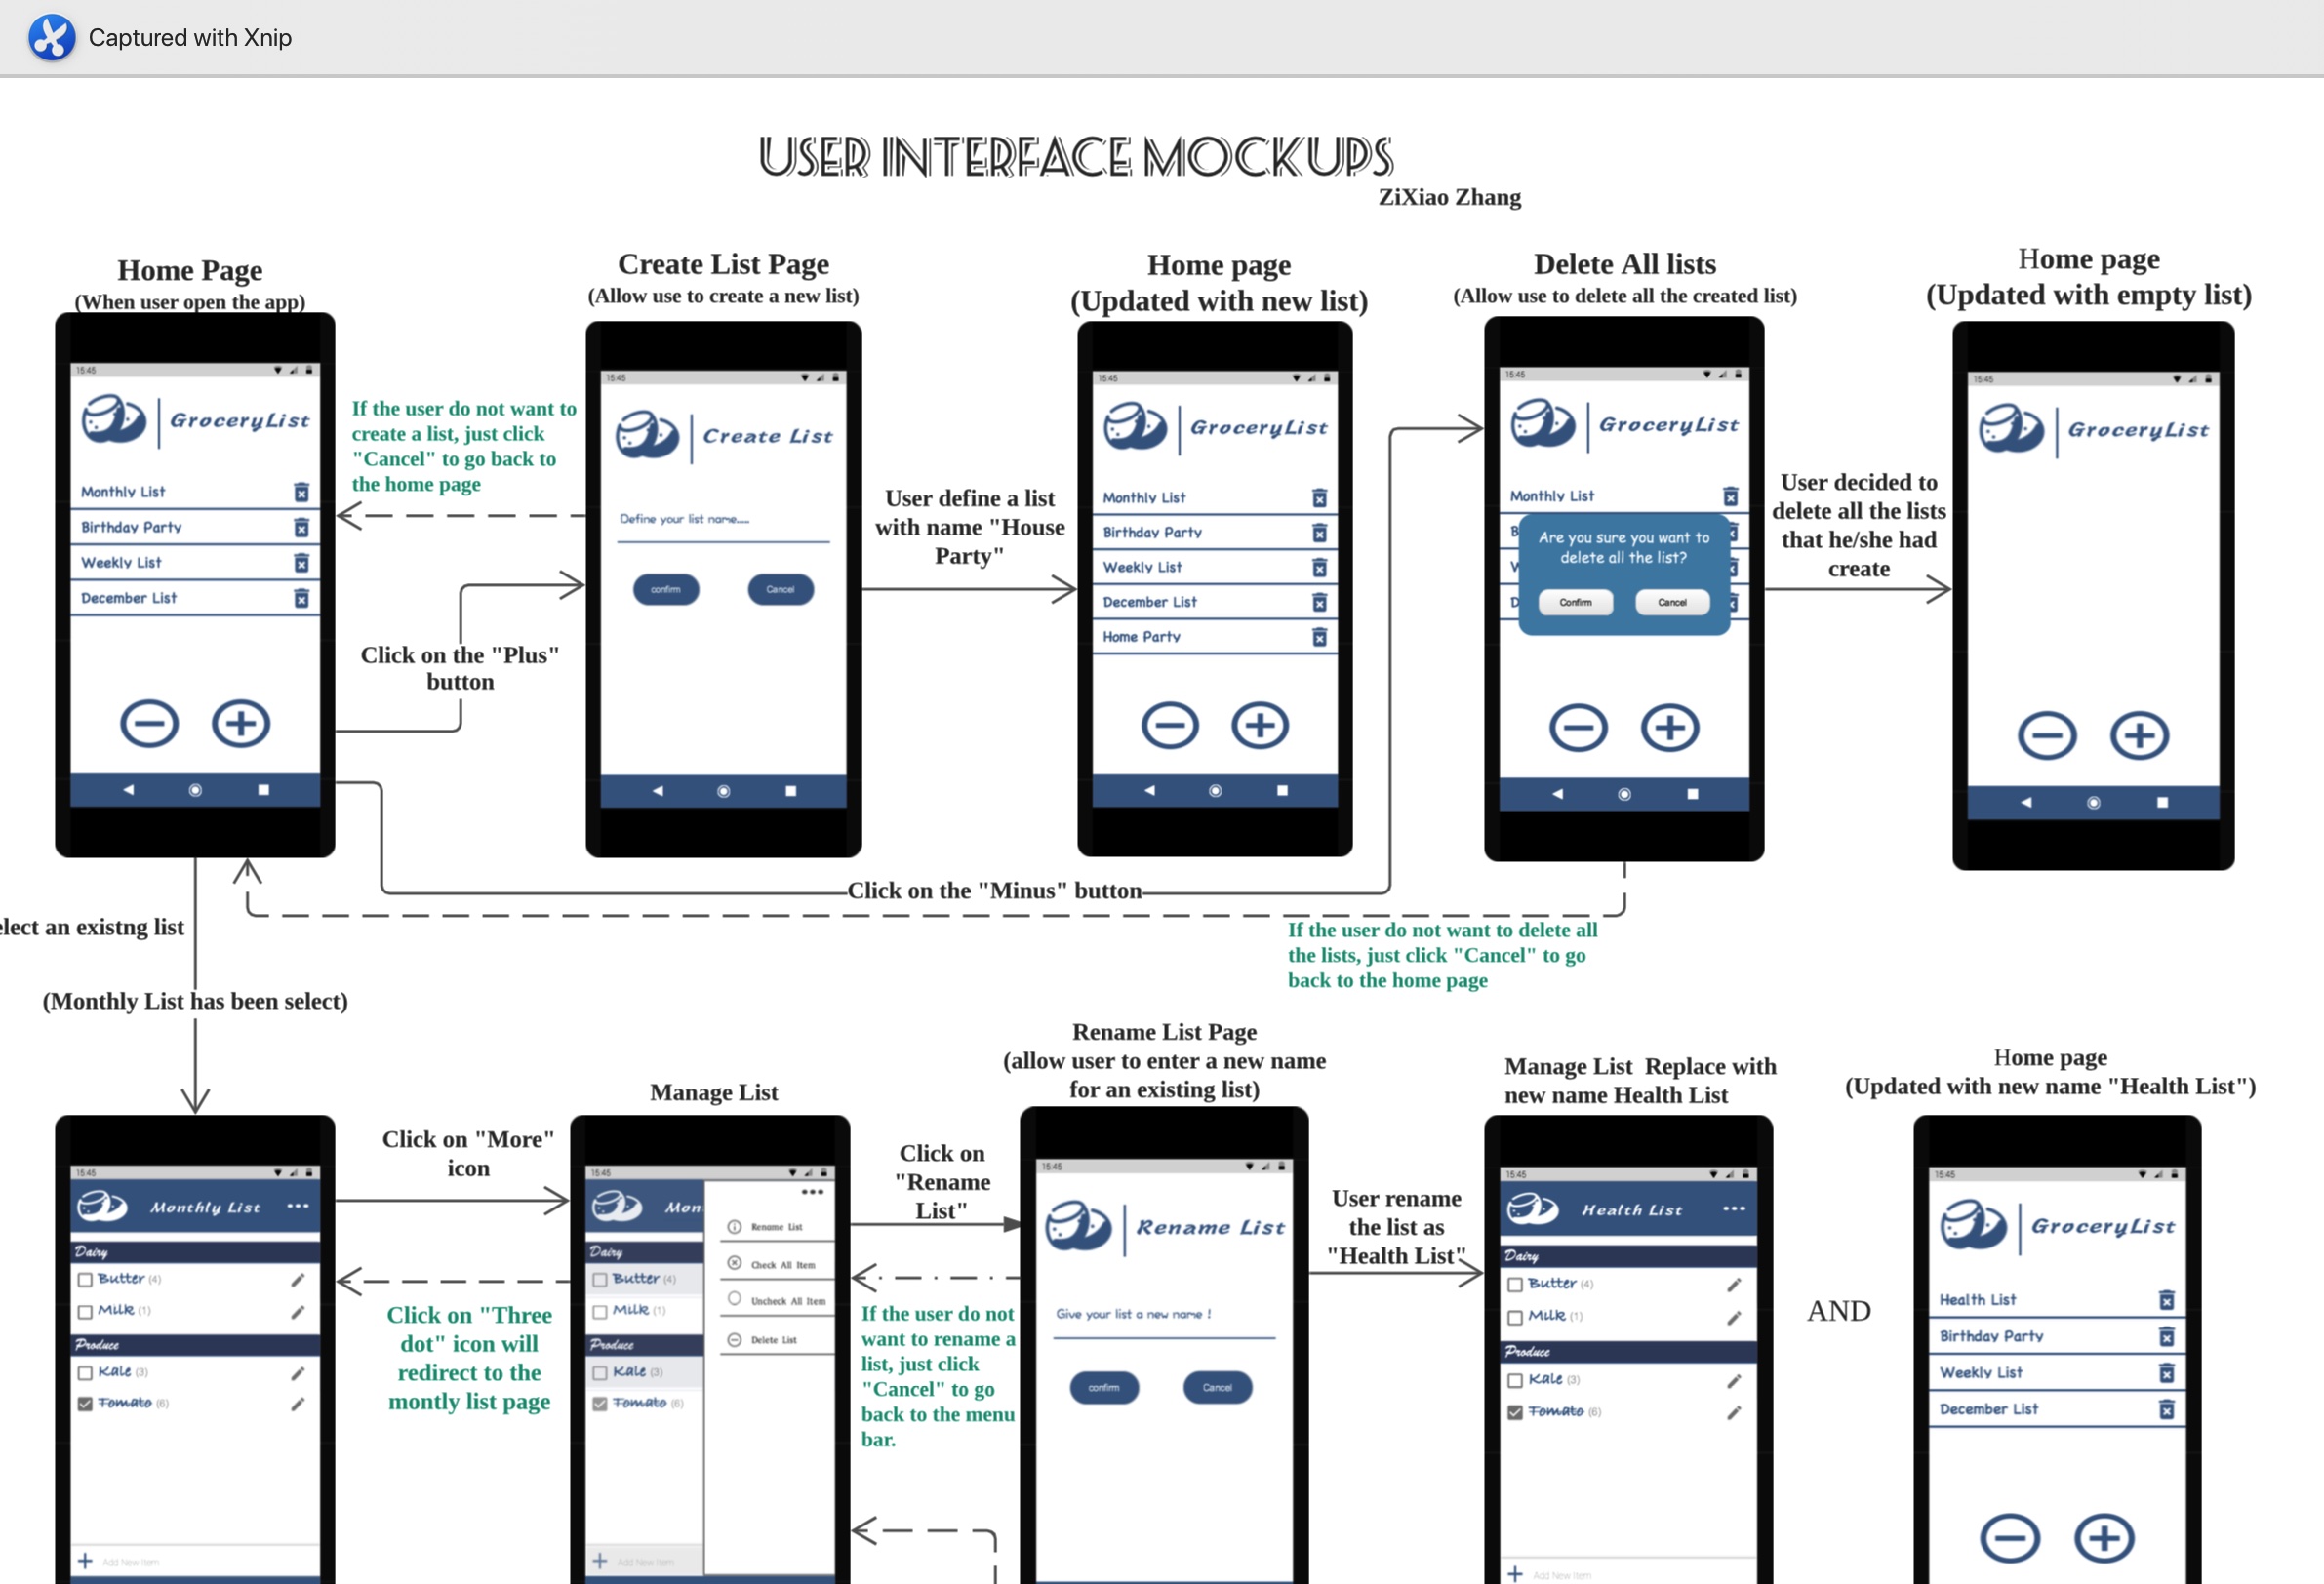 Captured with Xnip
USER INTERFACE MOCKUPS
ZiXiao Zhang
Home Page
(When user open the app)
15:45
GroceryList
Monthly List
Birthday Party
Weekly List
December List
If the user do not want to
create a list, just click
"Cancel" to go back to
the home page
Click on the "Plus"
button
Create List Page
(Allow use to create a new list)
15:45
Create List
Define your list name.....
confirm
Cancel
User define a list
with name "House
Party"
Home page
(Updated with new list)
15:45
GroceryList
Monthly List
Birthday Party
Weekly List
December List
Home Party
Delete All lists
(Allow use to delete all the created list)
15:45
GroceryList
Monthly List
B
W
D
Are you sure you want to
delete all the list?
Confirm
Cancel
User decided to
delete all the lists
that he/she had
create
Home page
(Updated with empty list)
15:45
GroceryList
Click on the "Minus" button
If the user do not want to delete all
the lists, just click "Cancel" to go
back to the home page
elect an existng list
(Monthly List has been select)
15:45
Monthly List
Dairy
Butter (4)
Milk (1)
Produce
Kale (3)
Tomato (6)
Add New Item
Click on "More"
icon
Click on "Three
dot" icon will
redirect to the
montly list page
Manage List
15:45
Mon
Dairy
Butter (4)
Milk (1)
Produce
Kale (3)
Tomato (6)
Add New Item
Rename List
Check All Item
Uncheck All Item
Delete List
Click on
"Rename
List"
If the user do not
want to rename a
list, just click
"Cancel" to go
back to the menu
bar.
Rename List Page
(allow user to enter a new name
for an existing list)
15:45
Rename List
Give your list a new name !
confirm
Cancel
User rename
the list as
"Health List"
Manage List Replace with
new name Health List
15:45
Health List
Dairy
Butter (4)
Milk (1)
Produce
Kale (3)
Tomato (6)
Add New Item
AND
Home page
(Updated with new name "Health List")
15:45
GroceryList
Health List
Birthday Party
Weekly List
December List